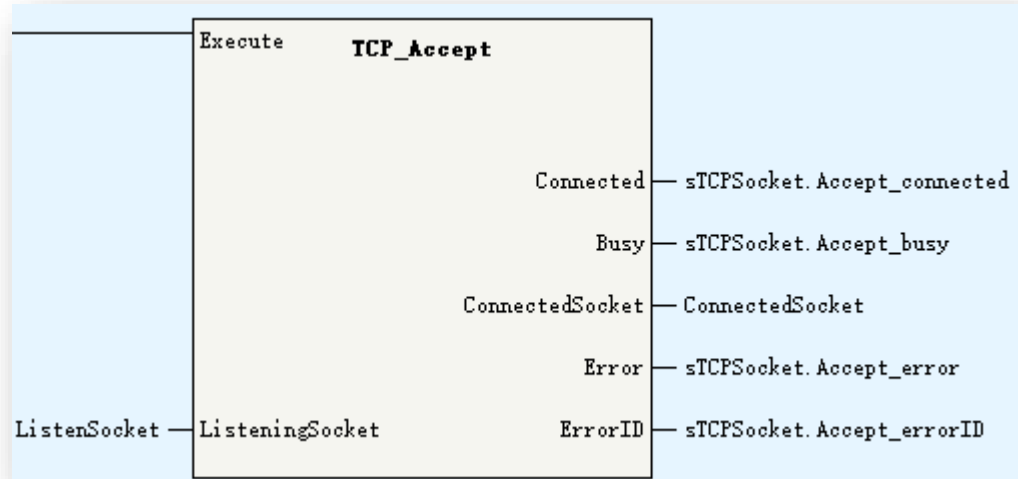 Execute
TCP_Accept
Connected sTCPSocket.Accept_connected
Busy sTCPSocket.Accept_busy
ConnectedSocket ConnectedSocket
Error sTCPSocket.Accept_error
ListenSocket ListeningSocket ErrorID sTCPSocket.Accept_errorID